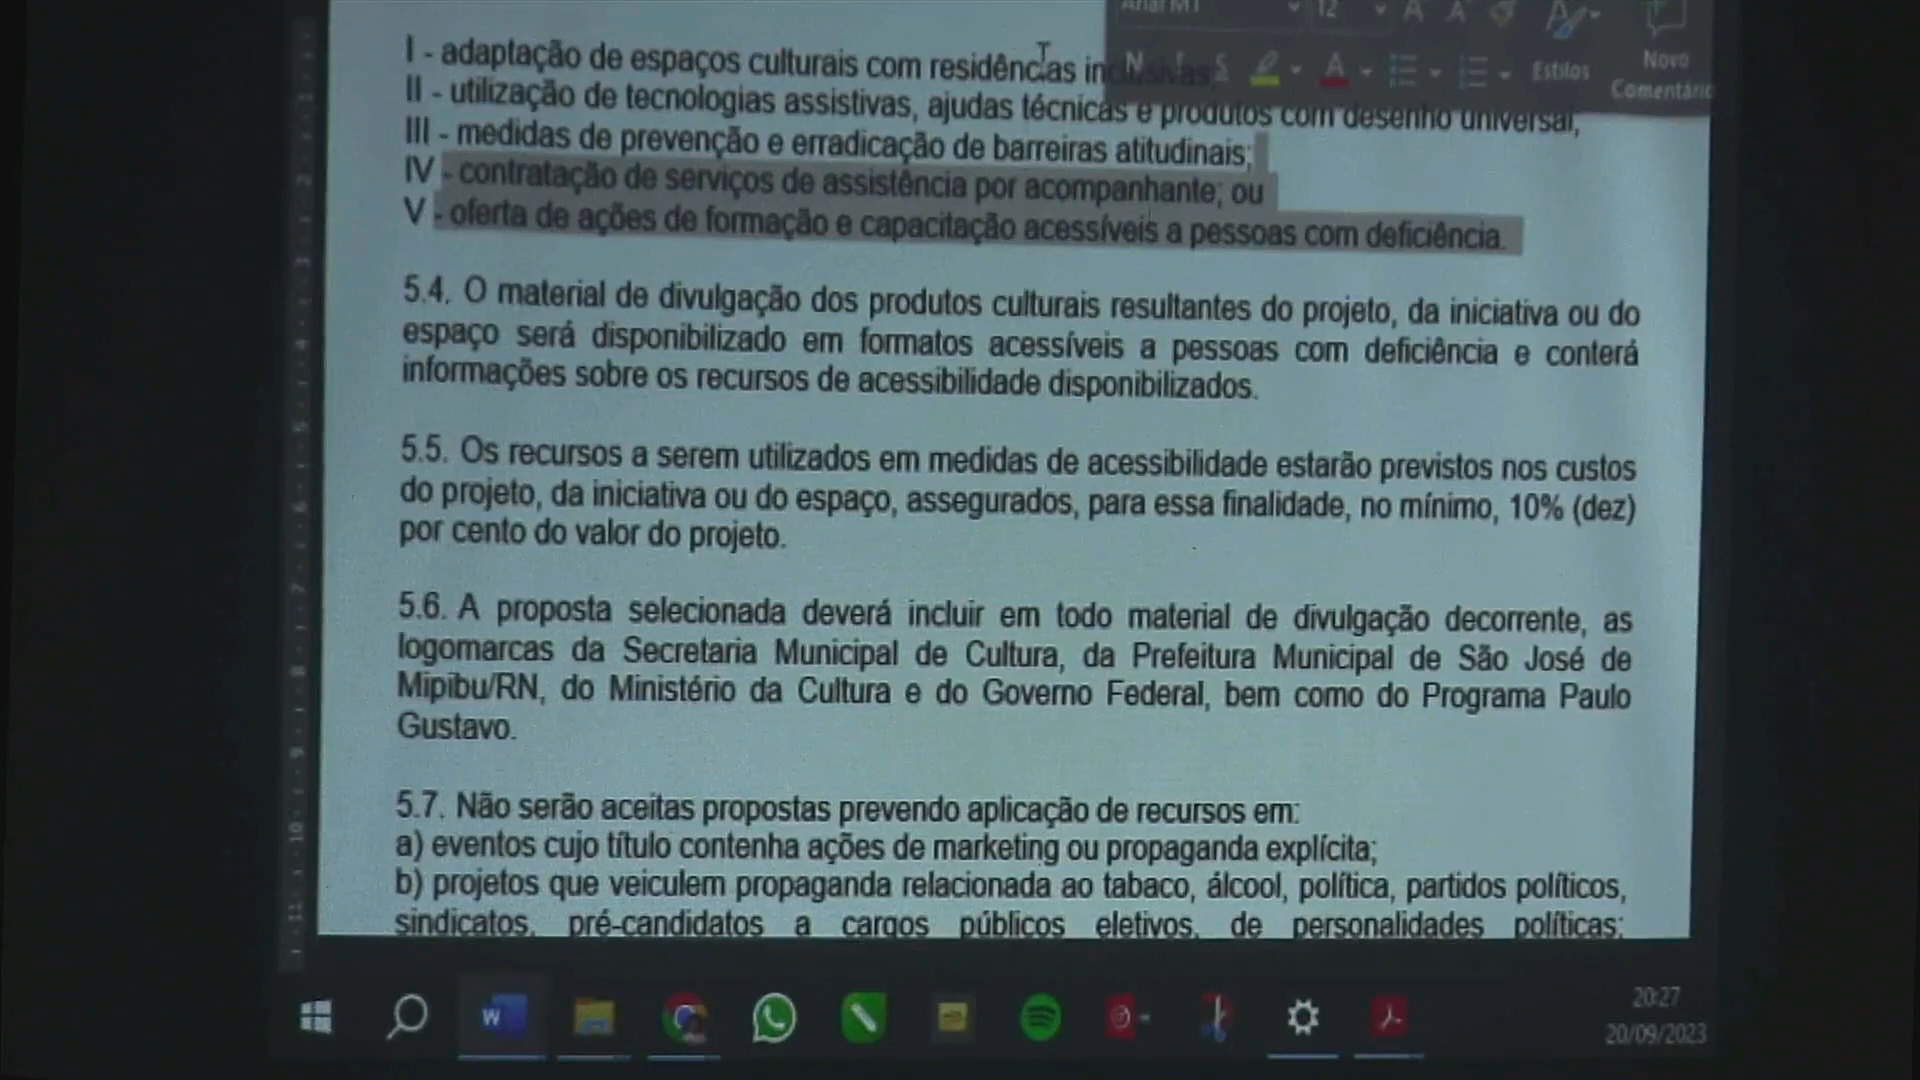 Arial MT 12
N I S Estilos Novo
Comentário
I - adaptação de espaços culturais com residências inclusivas;
II - utilização de tecnologias assistivas, ajudas técnicas e produtos com desenho universal;
III - medidas de prevenção e erradicação de barreiras atitudinais;
IV - contratação de serviços de assistência por acompanhante; ou
V - oferta de ações de formação e capacitação acessíveis a pessoas com deficiência.
5.4. O material de divulgação dos produtos culturais resultantes do projeto, da iniciativa ou do
espaço será disponibilizado em formatos acessíveis a pessoas com deficiência e conterá
informações sobre os recursos de acessibilidade disponibilizados.
5.5. Os recursos a serem utilizados em medidas de acessibilidade estarão previstos nos custos
do projeto, da iniciativa ou do espaço, assegurados, para essa finalidade, no mínimo, 10% (dez)
por cento do valor do projeto.
5.6. A proposta selecionada deverá incluir em todo material de divulgação decorrente, as
logomarcas da Secretaria Municipal de Cultura, da Prefeitura Municipal de São José de
Mipibu/RN, do Ministério da Cultura e do Governo Federal, bem como do Programa Paulo
Gustavo.
5.7. Não serão aceitas propostas prevendo aplicação de recursos em:
a) eventos cujo título contenha ações de marketing ou propaganda explícita;
b) projetos que veiculem propaganda relacionada ao tabaco, álcool, política, partidos políticos,
sindicatos, pré-candidatos a cargos públicos eletivos, de personalidades políticas;
20:27
20/09/2023